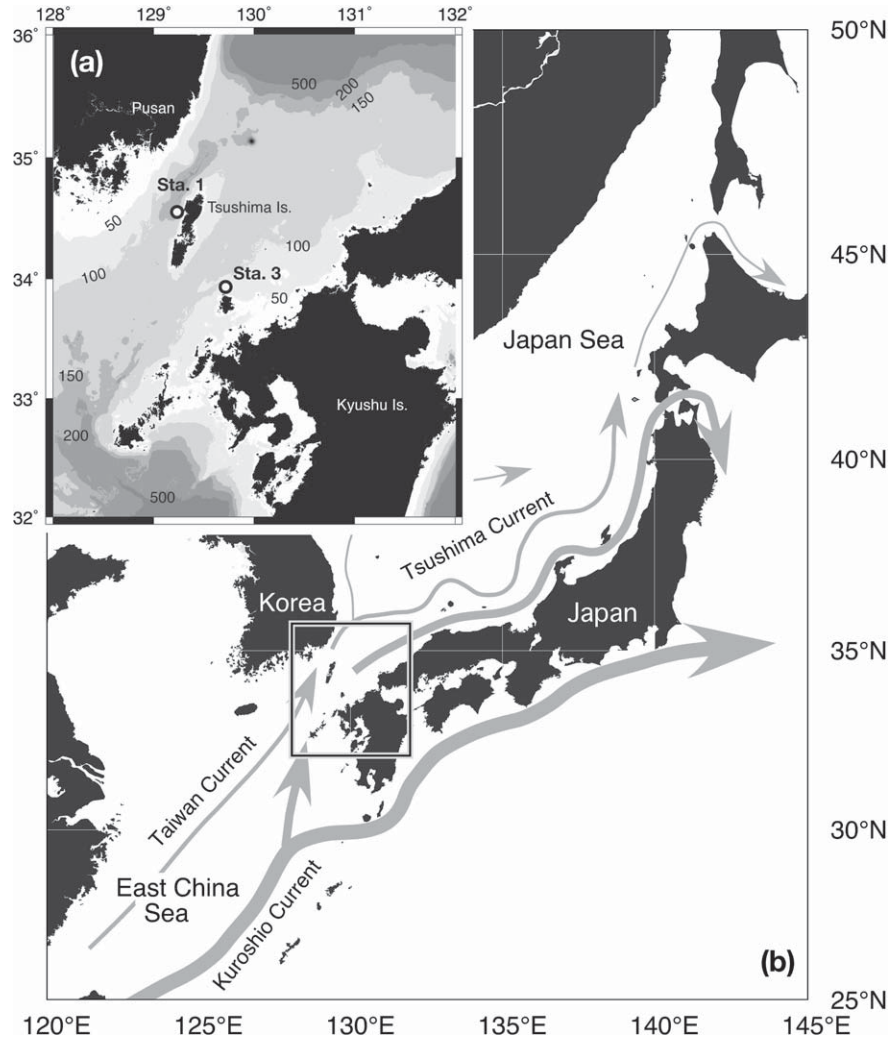 128° 129° 130° 131° 132°
36°
35°
34°
33°
32°
(a)
Pusan
500
200
150
Sta. 1
Tsushima Is.
50
100
100
Sta. 3
50
150
Kyushu Is.
200
500
50°N
45°N
40°N
35°N
30°N
25°N
Japan Sea
Tsushima Current
Korea
Japan
Taiwan Current
East China
Sea
Kuroshio Current
(b)
120°E 125°E 130°E 135°E 140°E 145°E